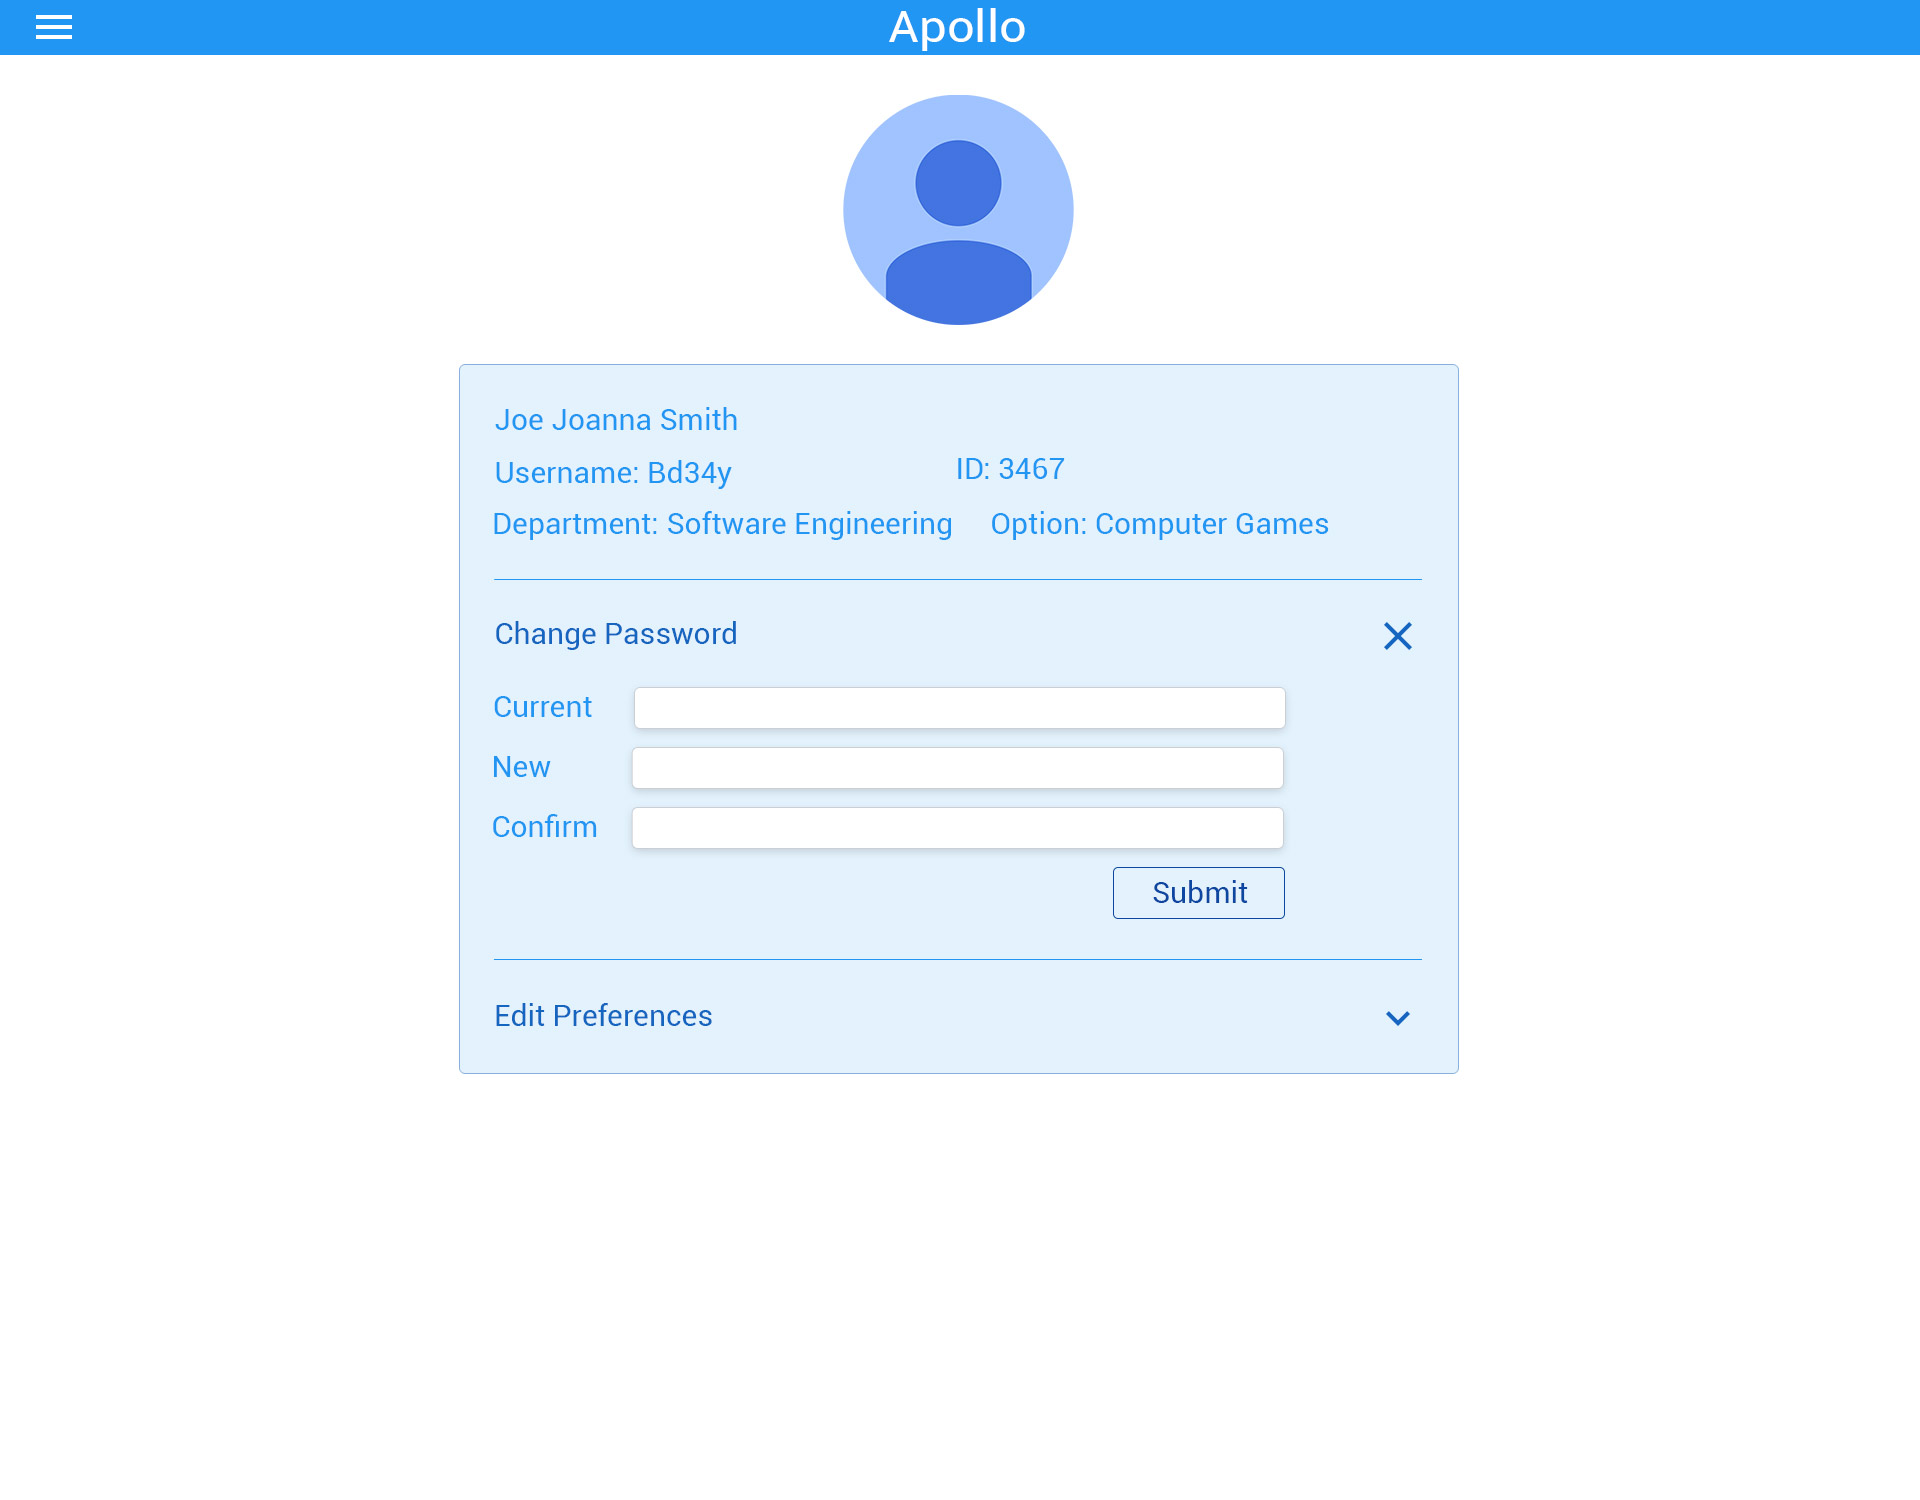 Apollo
Joe Joanna Smith
Username: Bd34y ID: 3467
Department: Software Engineering Option: Computer Games
Change Password
Current
New
Confirm
Submit
Edit Preferences